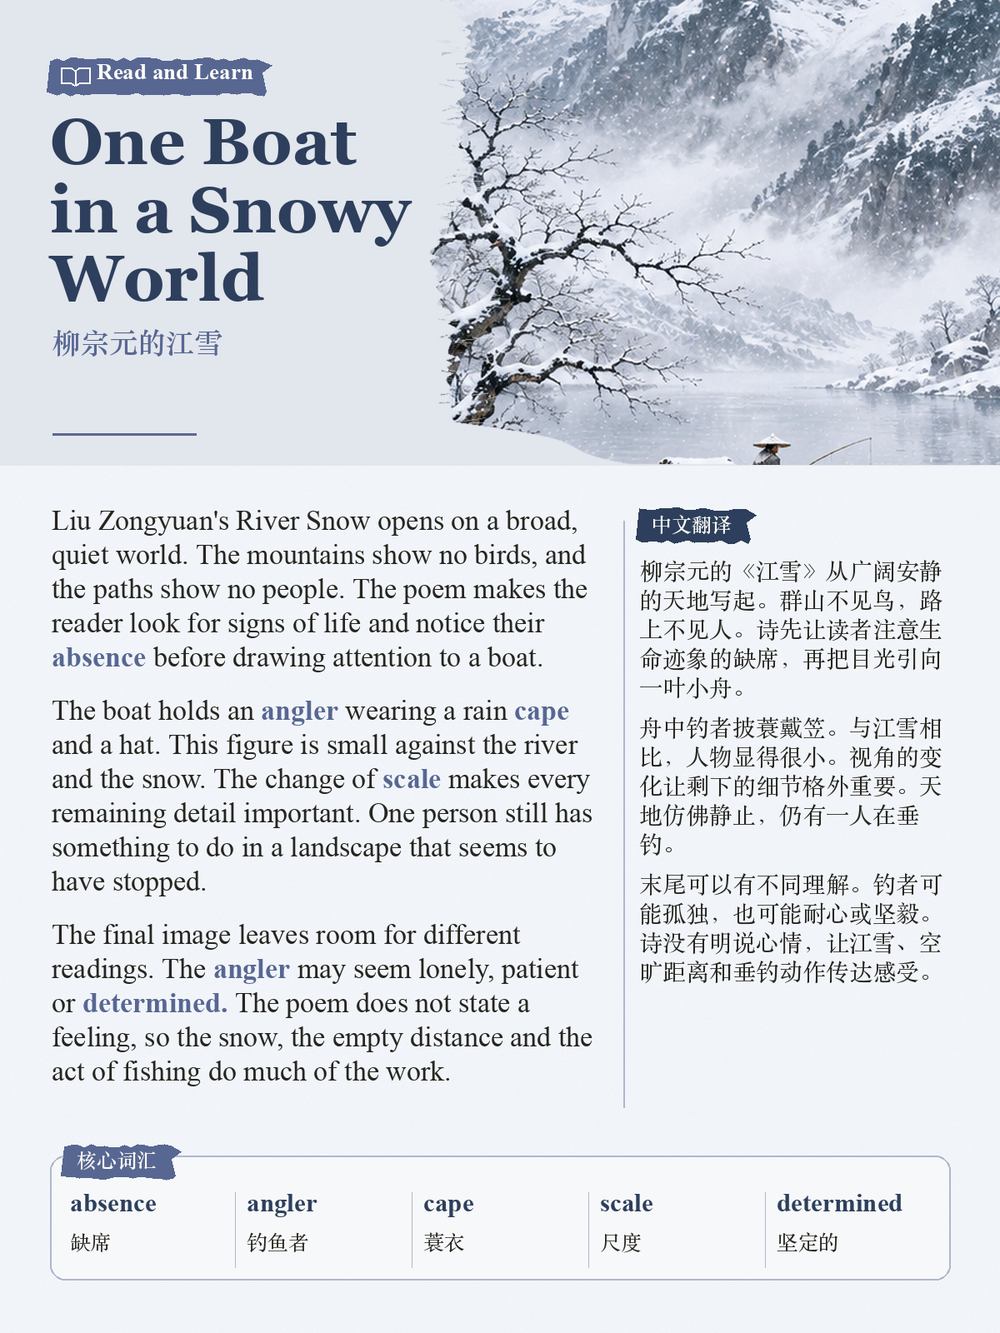 Read and Learn
One Boat
in a Snowy
World
柳宗元的江雪
Liu Zongyuan's River Snow opens on a broad,
quiet world. The mountains show no birds, and
the paths show no people. The poem makes the
reader look for signs of life and notice their
absence before drawing attention to a boat.
The boat holds an angler wearing a rain cape
and a hat. This figure is small against the river
and the snow. The change of scale makes every
remaining detail important. One person still has
something to do in a landscape that seems to
have stopped.
The final image leaves room for different
readings. The angler may seem lonely, patient
or determined. The poem does not state a
feeling, so the snow, the empty distance and the
act of fishing do much of the work.
中文翻译
柳宗元的《江雪》从广阔安静
的天地写起。群山不见鸟，路
上不见人。诗先让读者注意生
命迹象的缺席，再把目光引向
一叶小舟。
舟中钓者披蓑戴笠。与江雪相
比，人物显得很小。视角的变
化让剩下的细节格外重要。天
地仿佛静止，仍有一人在垂
钓。
末尾可以有不同理解。钓者可
能孤独，也可能耐心或坚毅。
诗没有明说心情，让江雪、空
旷距离和垂钓动作传达感受。
核心词汇
absence
缺席
angler
钓鱼者
cape
蓑衣
scale
尺度
determined
坚定的